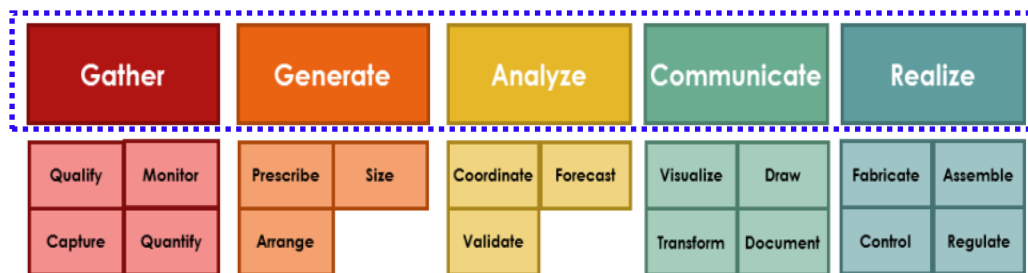 Gather Generate Analyze Communicate Realize
Qualify Monitor Prescribe Size Coordinate Forecast Visualize Draw Fabricate Assemble
Capture Quantify Arrange Validate Transform Document Control Regulate